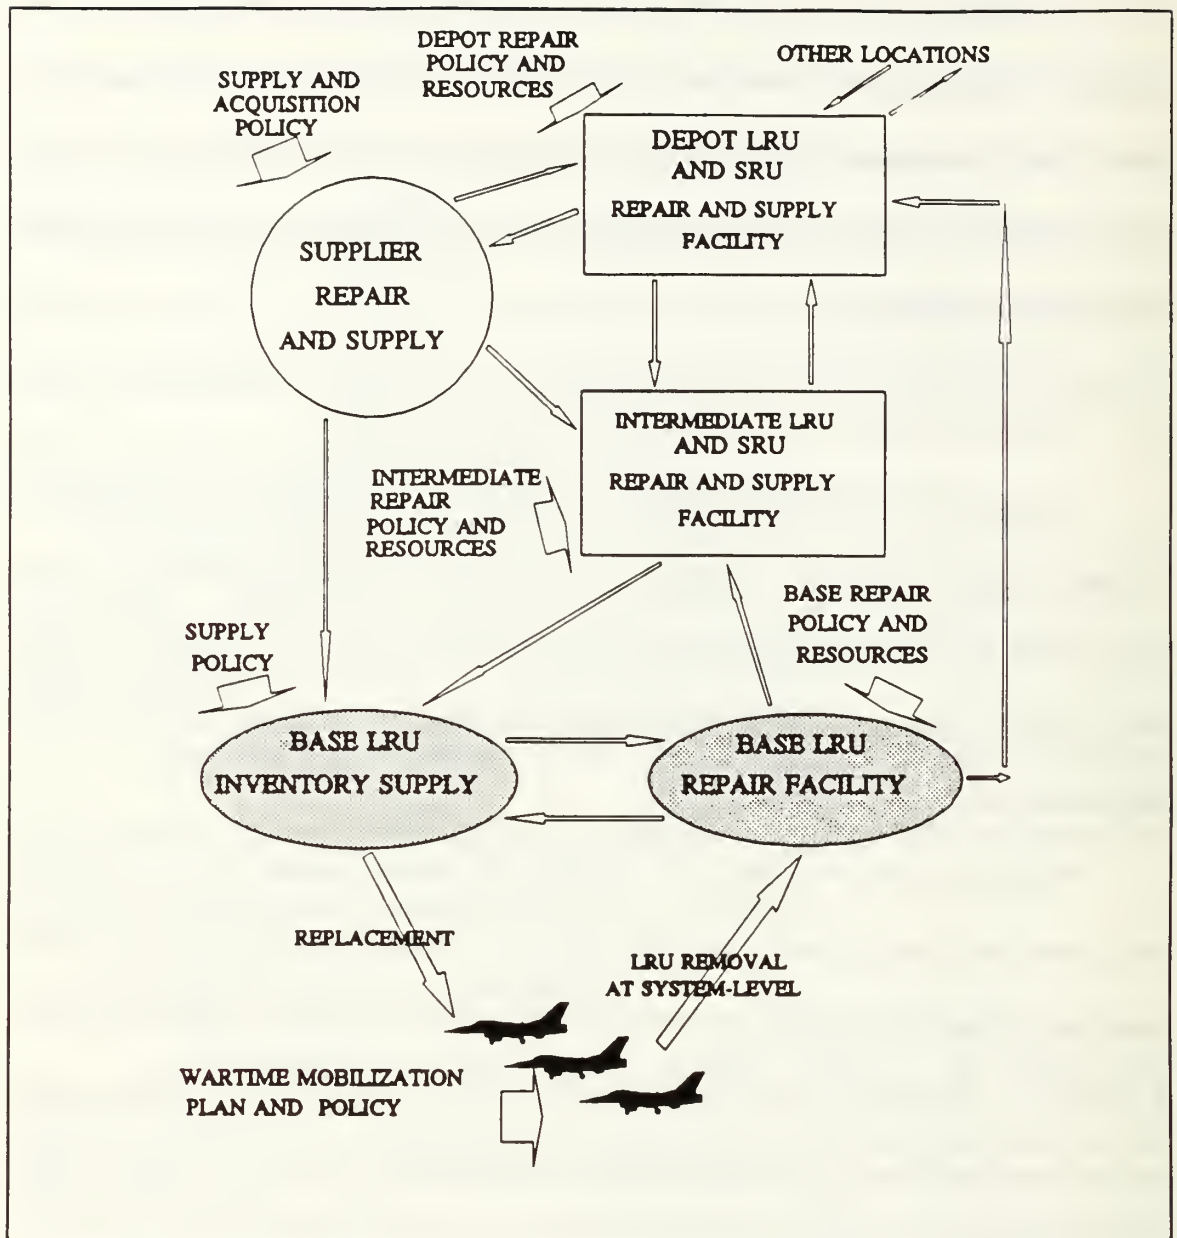 DEPOT REPAIR
POLICY AND
RESOURCES
OTHER LOCATIONS
SUPPLY AND
ACQUISITION
POLICY
DEPOT LRU
AND SRU
REPAIR AND SUPPLY
FACILITY
SUPPLIER
REPAIR
AND SUPPLY
INTERMEDIATE LRU
AND SRU
REPAIR AND SUPPLY
FACILITY
INTERMEDIATE
REPAIR
POLICY AND
RESOURCES
BASE REPAIR
POLICY AND
RESOURCES
SUPPLY
POLICY
BASE LRU
INVENTORY SUPPLY
BASE LRU
REPAIR FACILITY
REPLACEMENT
LRU REMOVAL
AT SYSTEM-LEVEL
WARTIME MOBILIZATION
PLAN AND POLICY